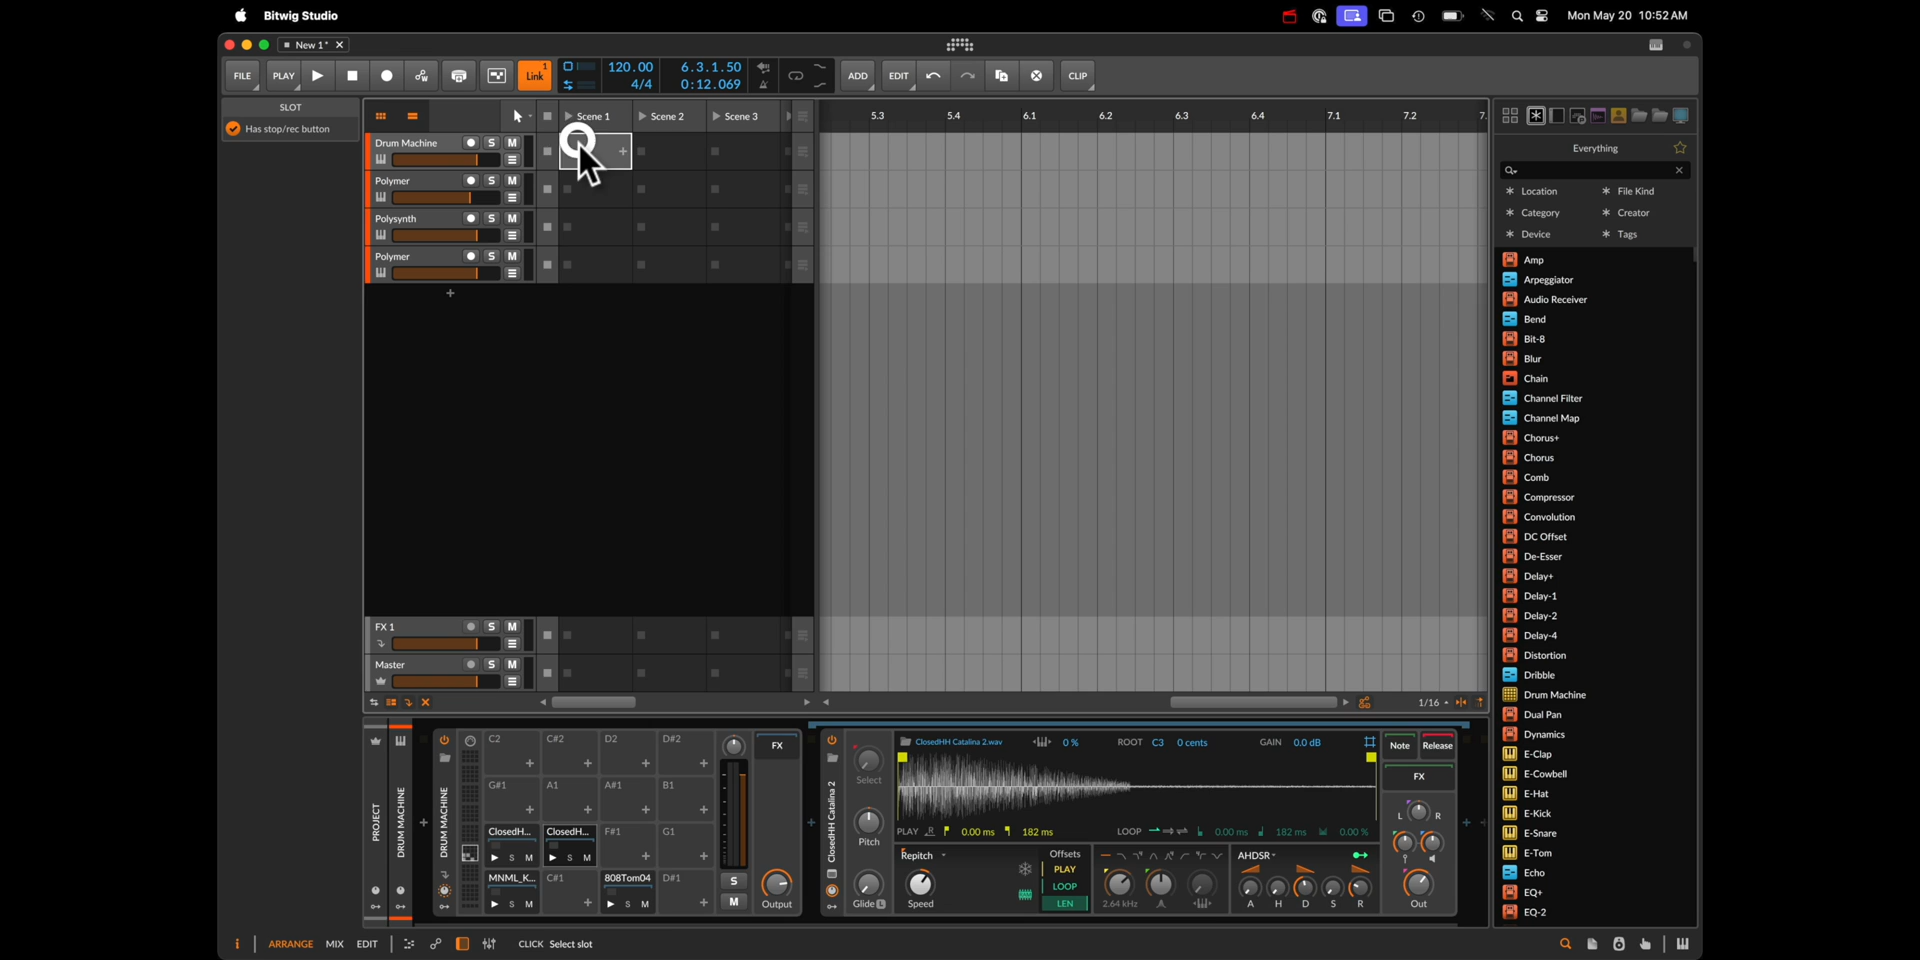 Bitwig Studio
Mon May 20 10:52 AM
New 1*
FILE
PLAY
Link
1
120.00
4/4
6.3.1.50
0:12.069
ADD
EDIT
CLIP
SLOT
Has stop/rec button
Scene 1
Scene 2
Scene 3
5.3
5.4
6.1
6.2
6.3
6.4
7.1
7.2
7.
Drum Machine
S
M
Polymer
S
M
Polysynth
S
M
Polymer
S
M
FX 1
S
M
Master
S
M
1/16
Everything
Location
File Kind
Category
Creator
Device
Tags
Amp
Arpeggiator
Audio Receiver
Bend
Bit-8
Blur
Chain
Channel Filter
Channel Map
Chorus+
Chorus
Comb
Compressor
Convolution
DC Offset
De-Esser
Delay+
Delay-1
Delay-2
Delay-4
Distortion
Dribble
Drum Machine
Dual Pan
Dynamics
E-Clap
E-Cowbell
E-Hat
E-Kick
E-Snare
E-Tom
Echo
EQ+
EQ-2
PROJECT
DRUM MACHINE
DRUM MACHINE
C2
C#2
D2
D#2
G#1
A1
A#1
B1
ClosedH...
ClosedH...
F#1
G1
S M
S M
MNML_K...
C#1
808Tom04
D#1
S M
S M
FX
S
M
Output
ClosedHH Catalina 2
Select
Pitch
Glide L
ClosedHH Catalina 2.wav
0 %
ROOT C3 0 cents
GAIN 0.0 dB
PLAY R 0.00 ms 182 ms
LOOP 0.00 ms 182 ms 0.00 %
Repitch
Speed
Offsets
PLAY
LOOP
LEN
2.64 kHz
AHDSR
A H D S R
Note
Release
FX
L
R
Out
i
ARRANGE
MIX
EDIT
CLICK Select slot